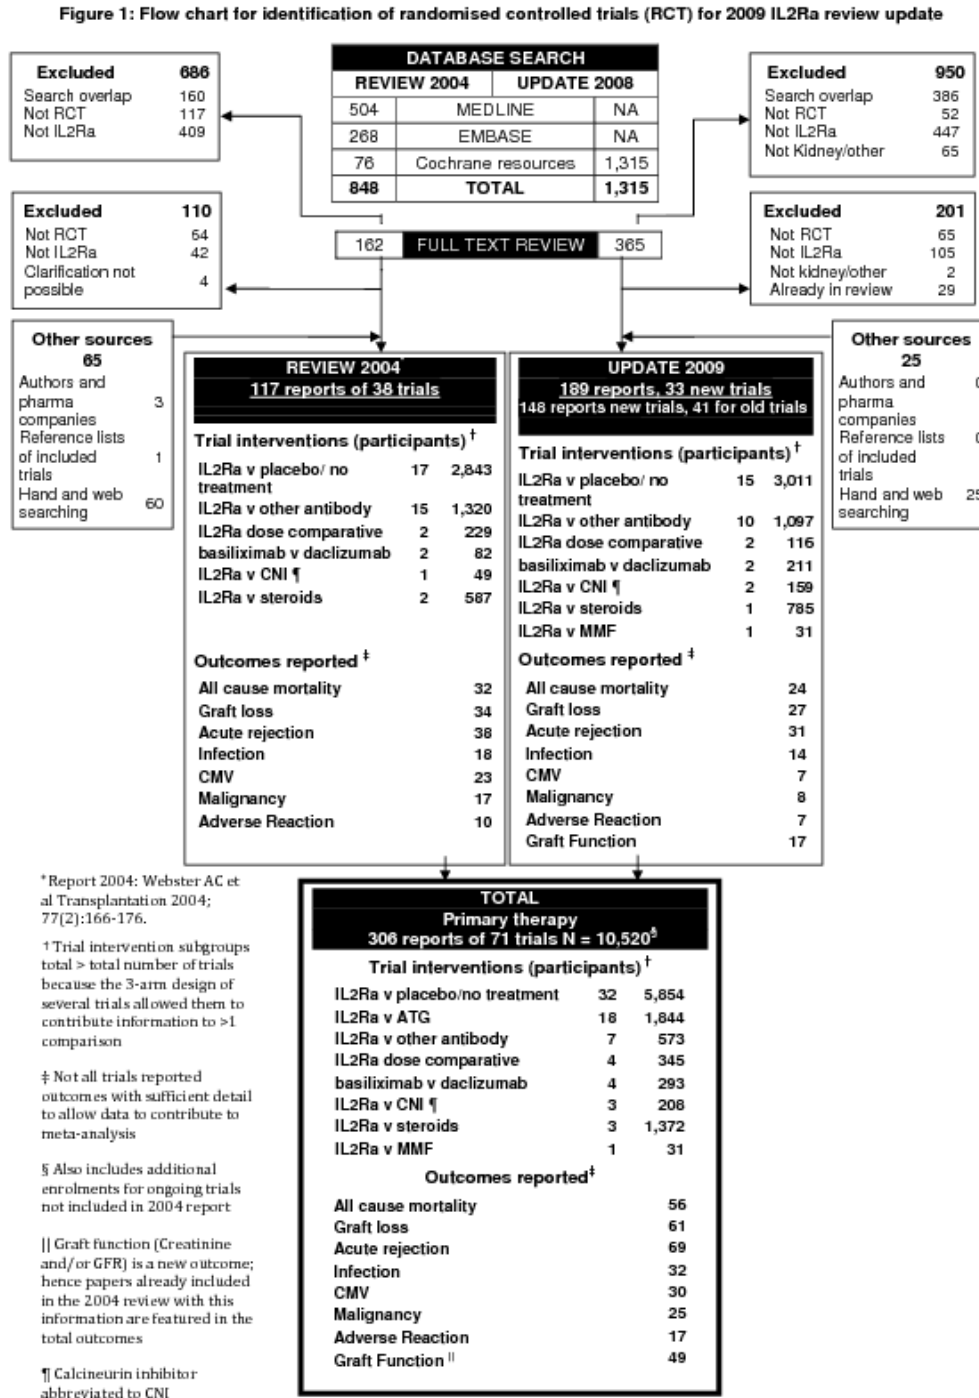 Figure 1: Flow chart for identification of randomised controlled trials (RCT) for 2009 IL2Ra review update
Excluded 686
Search overlap 160
Not RCT 117
Not IL2Ra 409
DATABASE SEARCH
REVIEW 2004 UPDATE 2008
504 MEDLINE NA
268 EMBASE NA
76 Cochrane resources 1,315
848 TOTAL 1,315
Excluded 950
Search overlap 386
Not RCT 52
Not IL2Ra 447
Not Kidney/other 65
Excluded 110
Not RCT 64
Not IL2Ra 42
Clarification not
possible 4
162 FULL TEXT REVIEW 365
Excluded 201
Not RCT 65
Not IL2Ra 105
Not kidney/other 2
Already in review 29
Other sources
65
Authors and
pharma 3
companies
Reference lists
of included 1
trials
Hand and web
searching 60
REVIEW 2004*
117 reports of 38 trials
Trial interventions (participants) †
IL2Ra v placebo/ no 17 2,843
treatment
IL2Ra v other antibody 15 1,320
IL2Ra dose comparative 2 229
basiliximab v daclizumab 2 82
IL2Ra v CNI ¶ 1 49
IL2Ra v steroids 2 587
Outcomes reported ‡
All cause mortality 32
Graft loss 34
Acute rejection 38
Infection 18
CMV 23
Malignancy 17
Adverse Reaction 10
UPDATE 2009
189 reports, 33 new trials
148 reports new trials, 41 for old trials
Trial interventions (participants) †
IL2Ra v placebo/ no 15 3,011
treatment
IL2Ra v other antibody 10 1,097
IL2Ra dose comparative 2 116
basiliximab v daclizumab 2 211
IL2Ra v CNI ¶ 2 159
IL2Ra v steroids 1 785
IL2Ra v MMF 1 31
Outcomes reported ‡
All cause mortality 24
Graft loss 27
Acute rejection 31
Infection 14
CMV 7
Malignancy 8
Adverse Reaction 7
Graft Function 17
Other sources
25
Authors and
pharma
companies
Reference lists
of included
trials
Hand and web
searching
*Report 2004: Webster AC et
al Transplantation 2004;
77(2):166-176.
† Trial intervention subgroups
total > total number of trials
because the 3-arm design of
several trials allowed them to
contribute information to >1
comparison
‡ Not all trials reported
outcomes with sufficient detail
to allow data to contribute to
meta-analysis
§ Also includes additional
enrolments for ongoing trials
not included in 2004 report
|| Graft function (Creatinine
and/or GFR) is a new outcome;
hence papers already included
in the 2004 review with this
information are featured in the
total outcomes
¶ Calcineurin inhibitor
abbreviated to CNI
TOTAL
Primary therapy
306 reports of 71 trials N = 10,520§
Trial interventions (participants) †
IL2Ra v placebo/no treatment 32 5,854
IL2Ra v ATG 18 1,844
IL2Ra v other antibody 7 573
IL2Ra dose comparative 4 345
basiliximab v daclizumab 4 293
IL2Ra v CNI ¶ 3 208
IL2Ra v steroids 3 1,372
IL2Ra v MMF 1 31
Outcomes reported‡
All cause mortality 56
Graft loss 61
Acute rejection 69
Infection 32
CMV 30
Malignancy 25
Adverse Reaction 17
Graft Function || 49